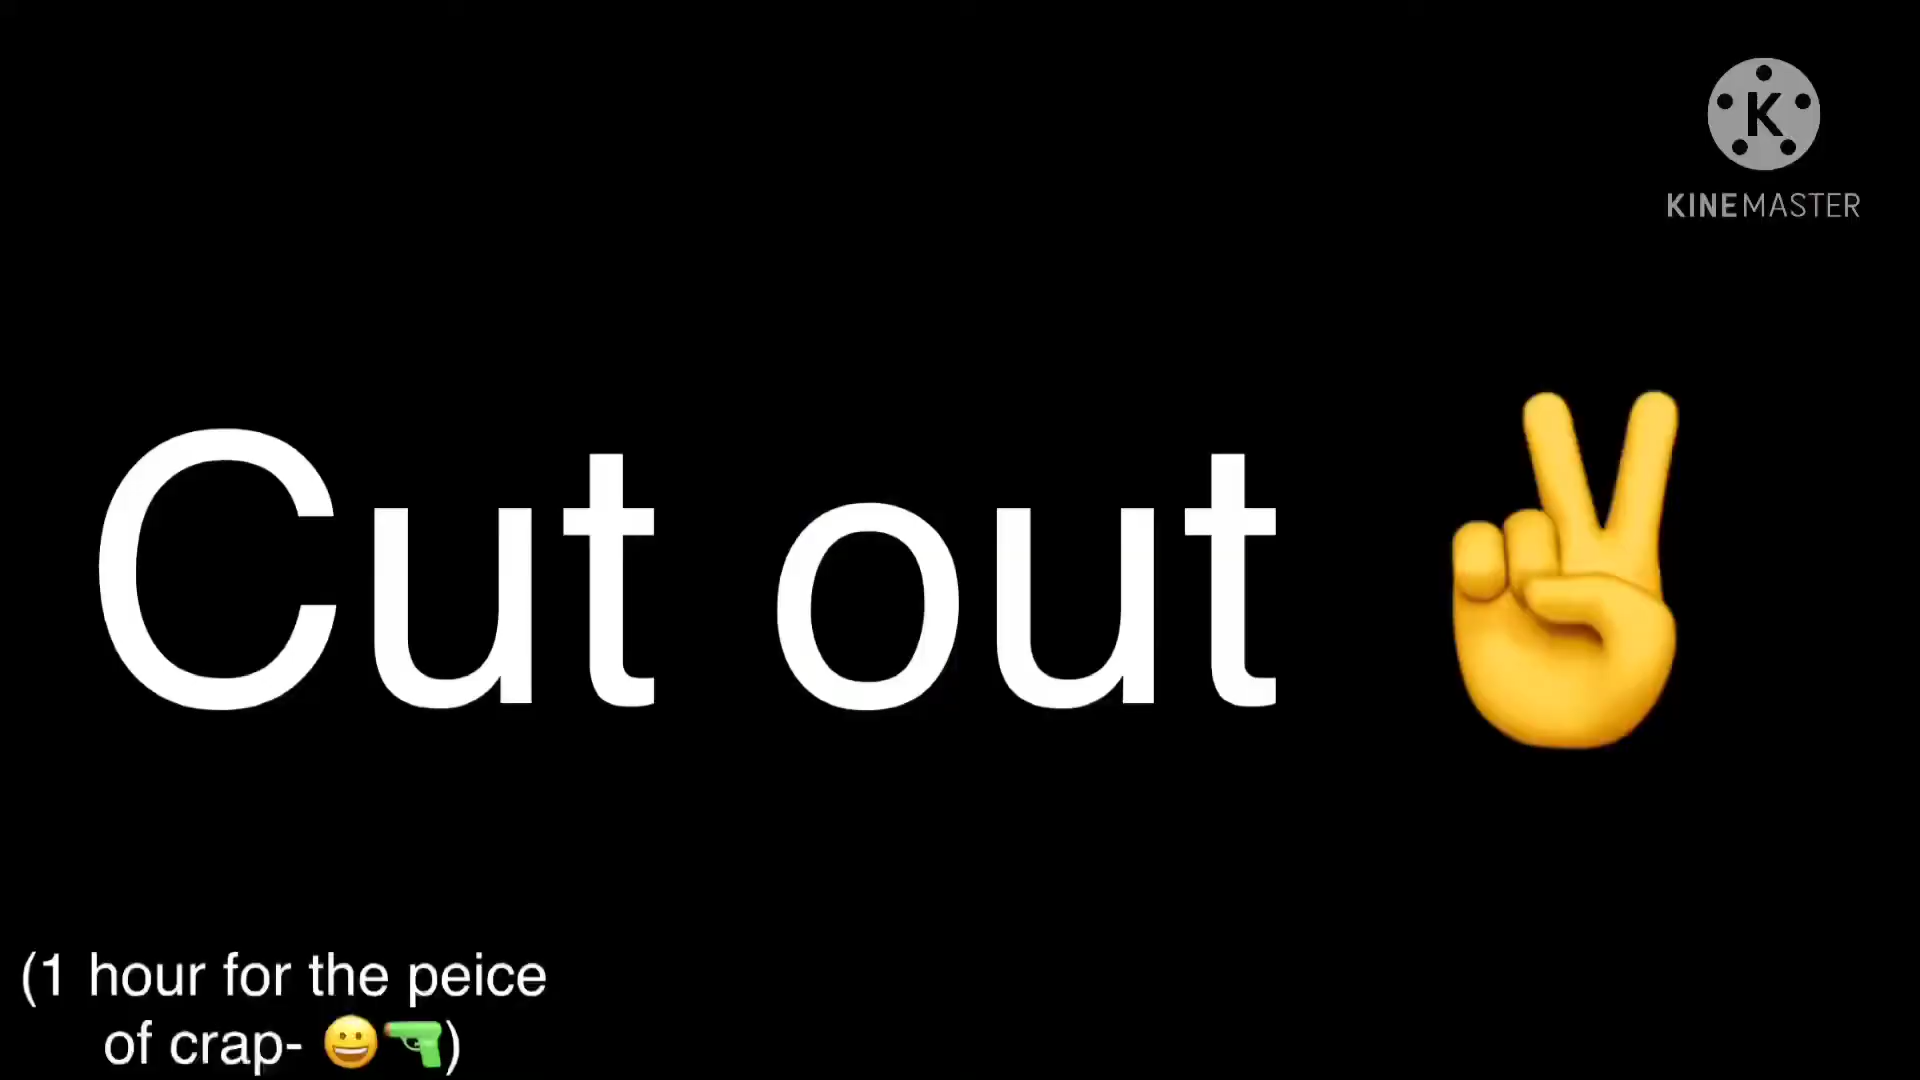 K
KINEMASTER
Cut out ✌
(1 hour for the peice
of crap- 😀🔫)